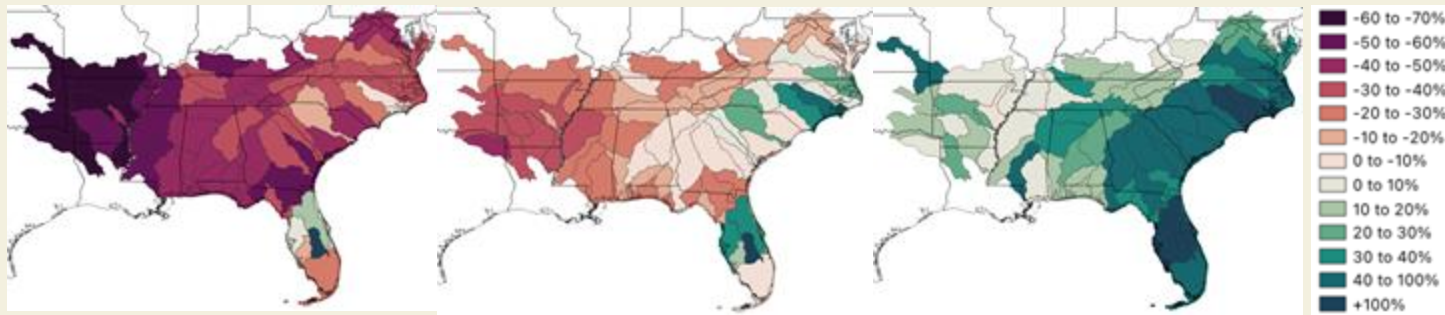 -60 to -70%
-50 to -60%
-40 to -50%
-30 to -40%
-20 to -30%
-10 to -20%
0 to -10%
0 to 10%
10 to 20%
20 to 30%
30 to 40%
40 to 100%
+100%